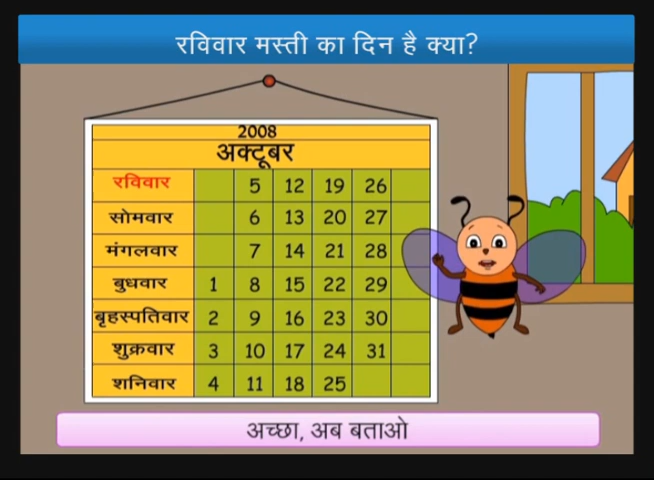 रविवार मस्ती का दिन है क्या?
2008
अक्टूबर
रविवार 5 12 19 26
सोमवार 6 13 20 27
मंगलवार 7 14 21 28
बुधवार 1 8 15 22 29
बृहस्पतिवार 2 9 16 23 30
शुक्रवार 3 10 17 24 31
शनिवार 4 11 18 25
अच्छा, अब बताओ